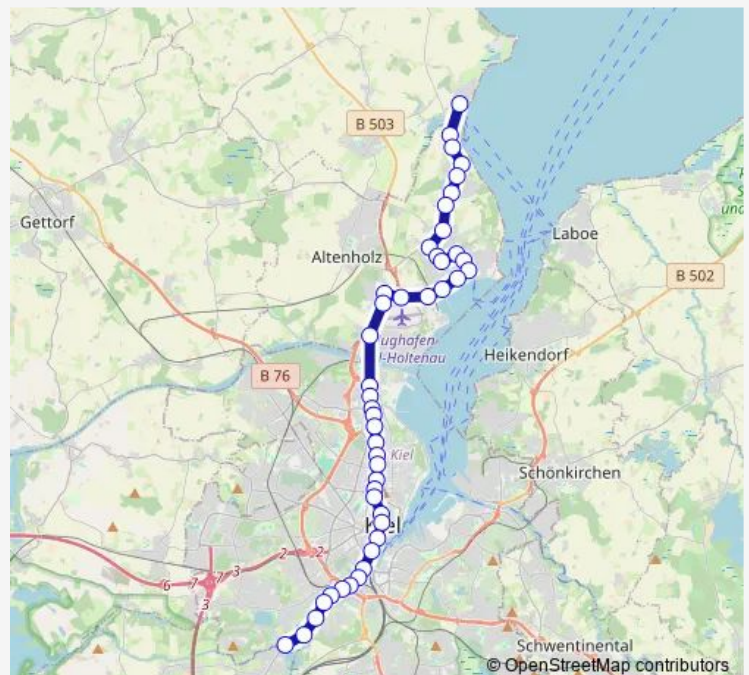 B 503
Gettorf
Laboe
Altenholz
B 502
ughafen
l-Holtenau
Heikendorf
B 76
Kiel
Schönkirchen
2 2
7 3
6 7
3
Schwentinental
© OpenStreetMap contributors